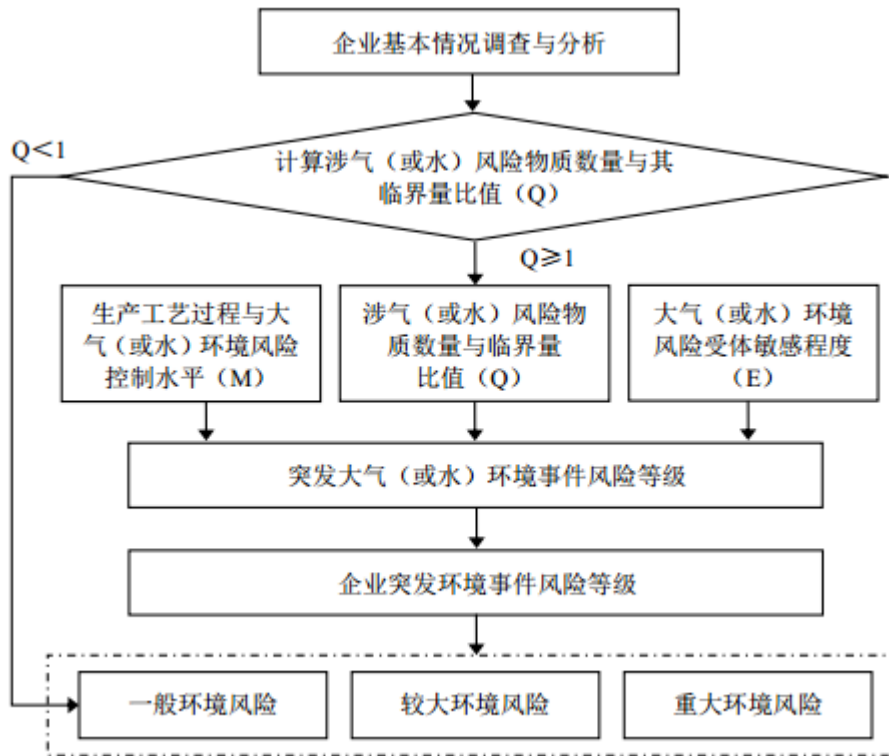 企业基本情况调查与分析
Q＜1
计算涉气（或水）风险物质数量与其
临界量比值（Q）
Q≥1
生产工艺过程与大
气（或水）环境风险
控制水平（M）
涉气（或水）风险物
质数量与临界量
比值（Q）
大气（或水）环境
风险受体敏感程度
（E）
突发大气（或水）环境事件风险等级
企业突发环境事件风险等级
一般环境风险
较大环境风险
重大环境风险